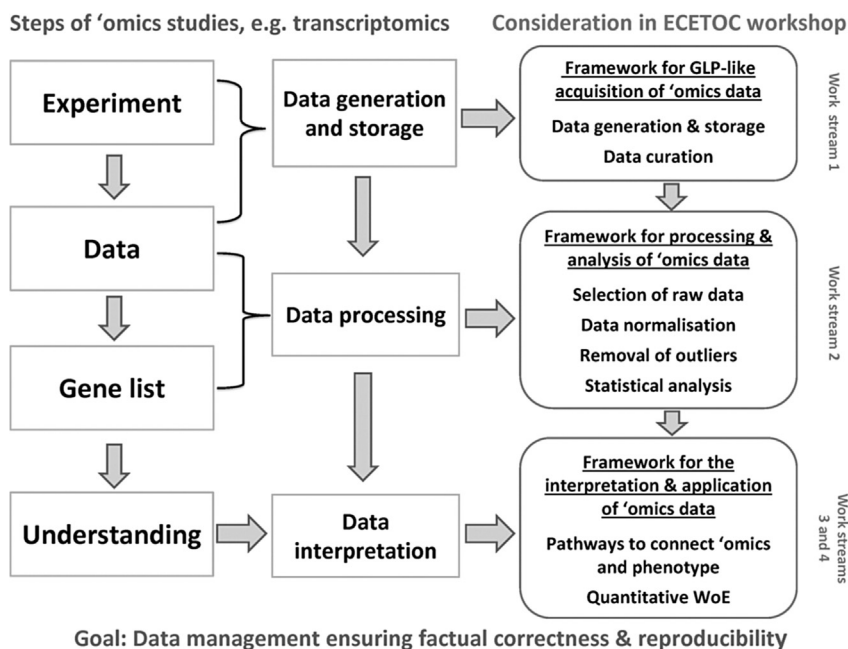 Steps of ‘omics studies, e.g. transcriptomics
Consideration in ECETOC workshop
Experiment
Data
Gene list
Understanding
Data generation
and storage
Data processing
Data
interpretation
Framework for GLP-like
acquisition of ‘omics data
Data generation & storage
Data curation
Work stream 1
Framework for processing &
analysis of ‘omics data
Selection of raw data
Data normalisation
Removal of outliers
Statistical analysis
Work stream 2
Framework for the
interpretation & application
of ‘omics data
Pathways to connect ‘omics
and phenotype
Quantitative WoE
Work streams
3 and 4
Goal: Data management ensuring factual correctness & reproducibility